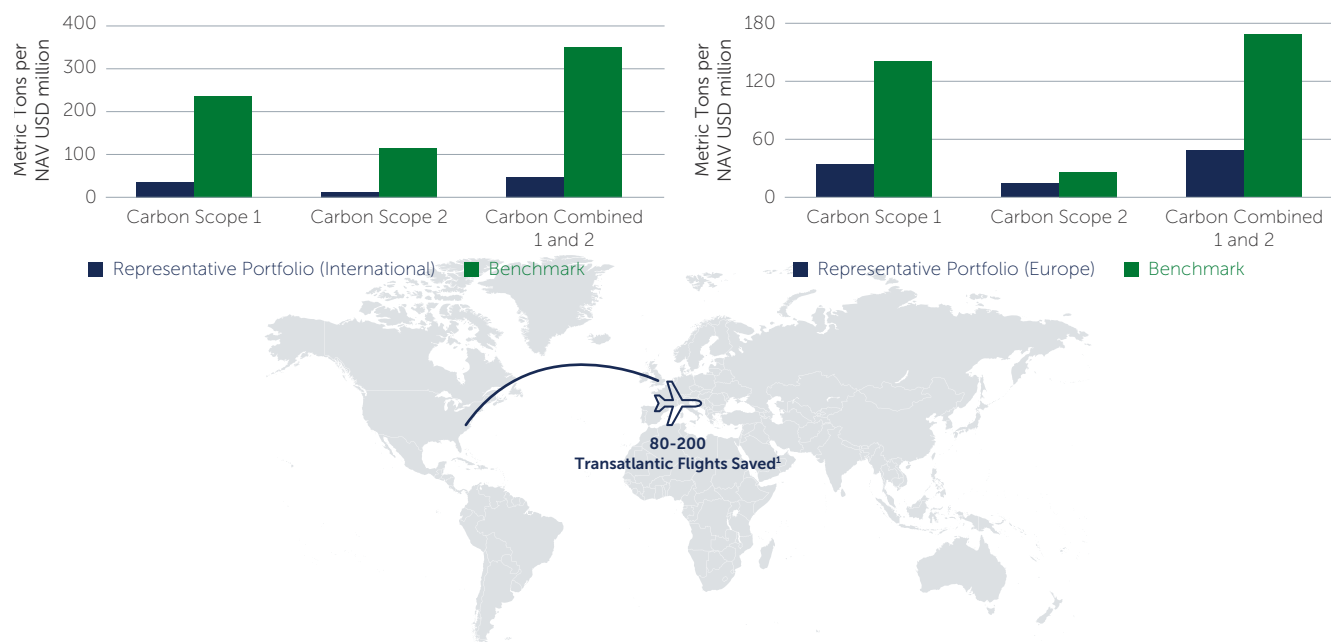 Metric Tons per
NAV USD million
400
300
200
100
0
Carbon Scope 1
Carbon Scope 2
Carbon Combined
1 and 2
Representative Portfolio (International)
Benchmark
Metric Tons per
NAV USD million
180
120
60
0
Carbon Scope 1
Carbon Scope 2
Carbon Combined
1 and 2
Representative Portfolio (Europe)
Benchmark
80-200
Transatlantic Flights Saved¹